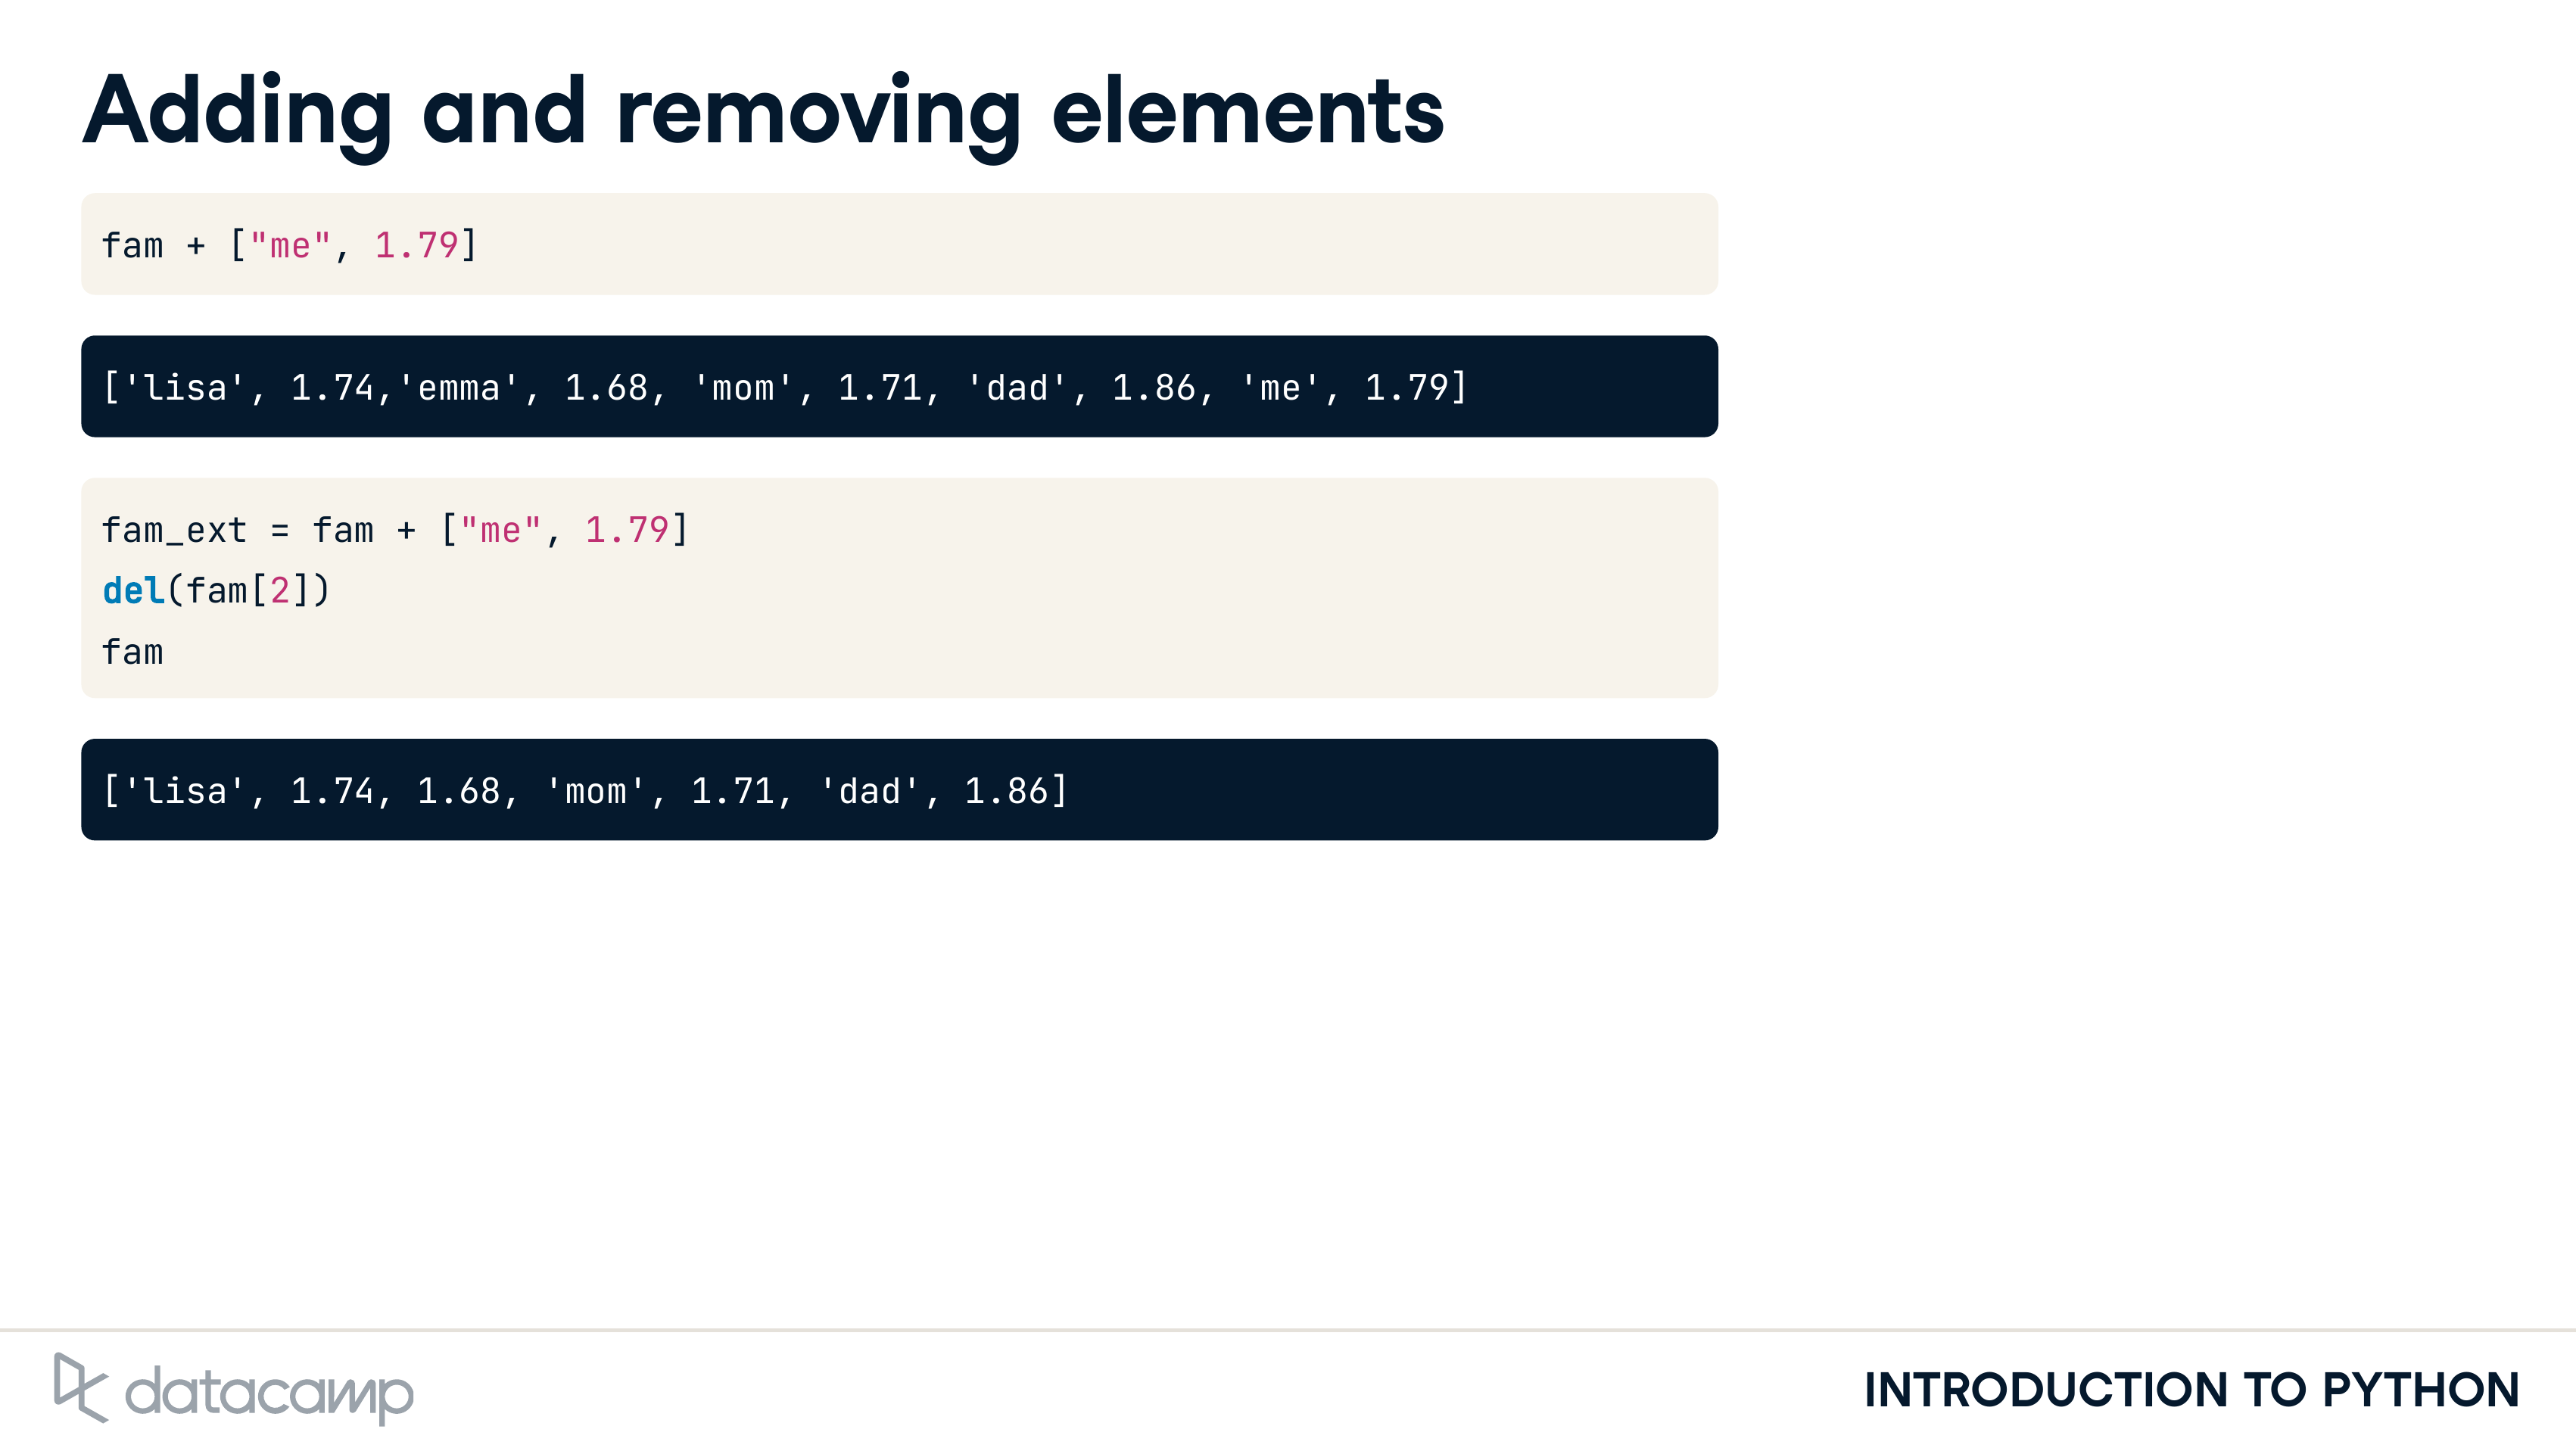 Adding and removing elements
fam + ["me", 1.79]
['lisa', 1.74,'emma', 1.68, 'mom', 1.71, 'dad', 1.86, 'me', 1.79]
fam_ext = fam + ["me", 1.79]
del(fam[2])
fam
['lisa', 1.74, 1.68, 'mom', 1.71, 'dad', 1.86]
datacamp
INTRODUCTION TO PYTHON